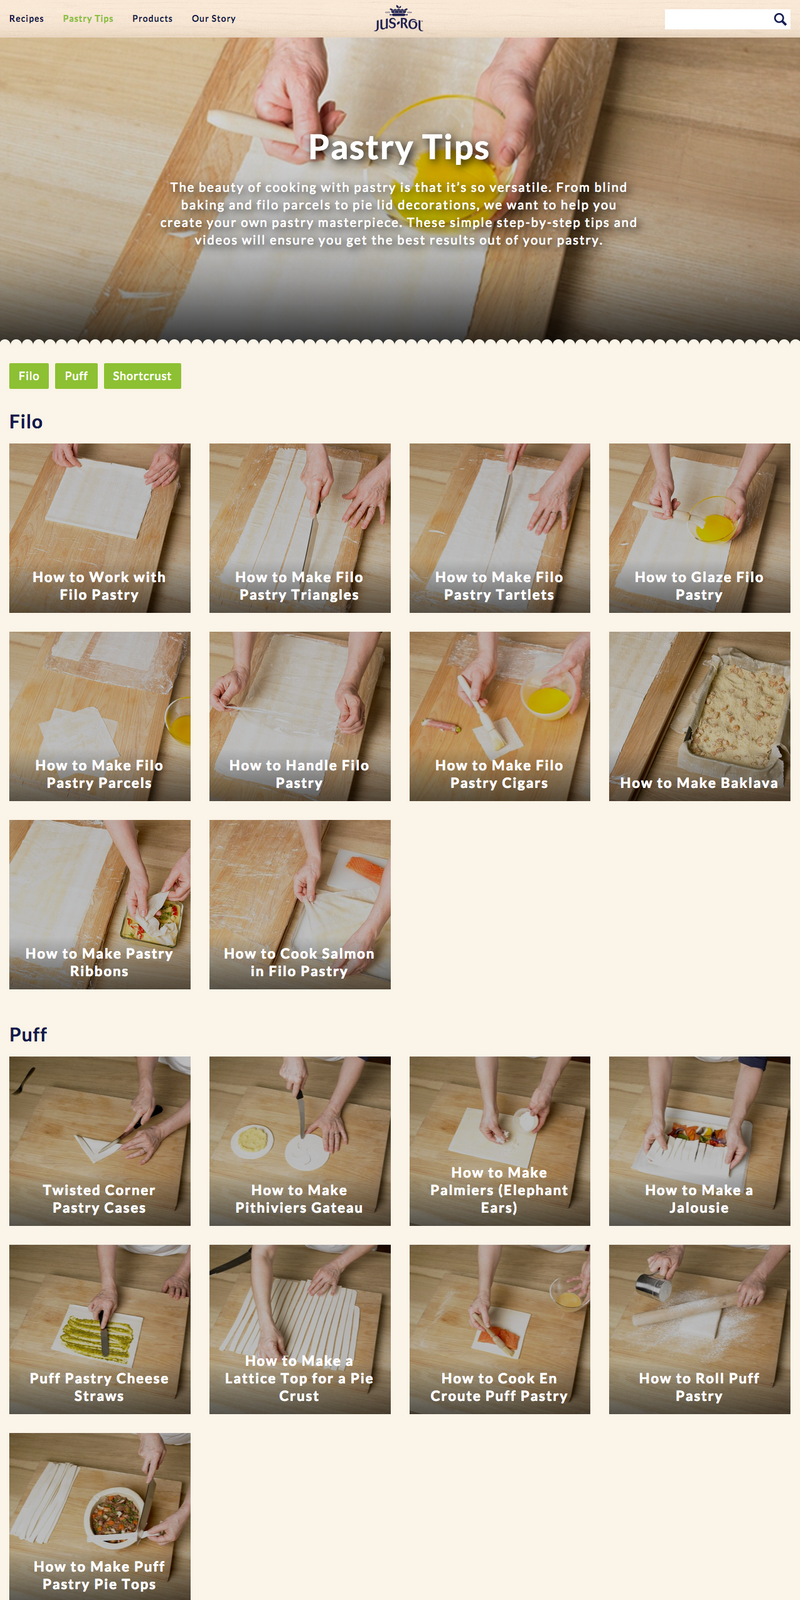 Recipes
Pastry Tips
Products
Our Story
JUS·ROL
Pastry Tips
The beauty of cooking with pastry is that it's so versatile. From blind
baking and filo parcels to pie lid decorations, we want to help you
create your own pastry masterpiece. These simple step-by-step tips and
videos will ensure you get the best results out of your pastry.
Filo
Puff
Shortcrust
Filo
How to Work with
Filo Pastry
How to Make Filo
Pastry Triangles
How to Make Filo
Pastry Tartlets
How to Glaze Filo
Pastry
How to Make Filo
Pastry Parcels
How to Handle Filo
Pastry
How to Make Filo
Pastry Cigars
How to Make Baklava
How to Make Pastry
Ribbons
How to Cook Salmon
in Filo Pastry
Puff
Twisted Corner
Pastry Cases
How to Make
Pithiviers Gateau
How to Make
Palmiers (Elephant
Ears)
How to Make a
Jalousie
Puff Pastry Cheese
Straws
How to Make a
Lattice Top for a Pie
Crust
How to Cook En
Croute Puff Pastry
How to Roll Puff
Pastry
How to Make Puff
Pastry Pie Tops